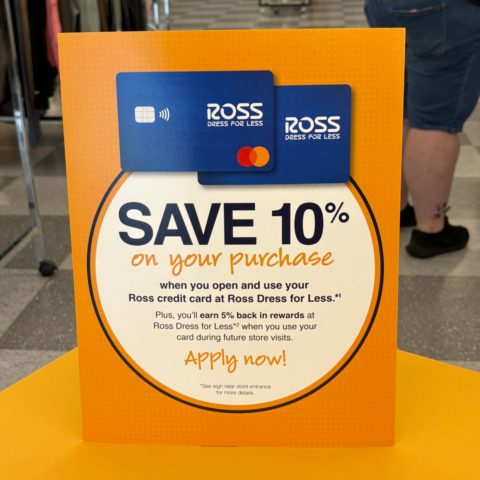 ROSS
DRESS FOR LESS
ROSS
DRESS FOR LESS
SAVE 10%
on your purchase
when you open and use your
Ross credit card at Ross Dress for Less.*¹
Plus, you'll earn 5% back in rewards at
Ross Dress for Less*² when you use your
card during future store visits.
Apply now!
*See sign near store entrance
for more details.